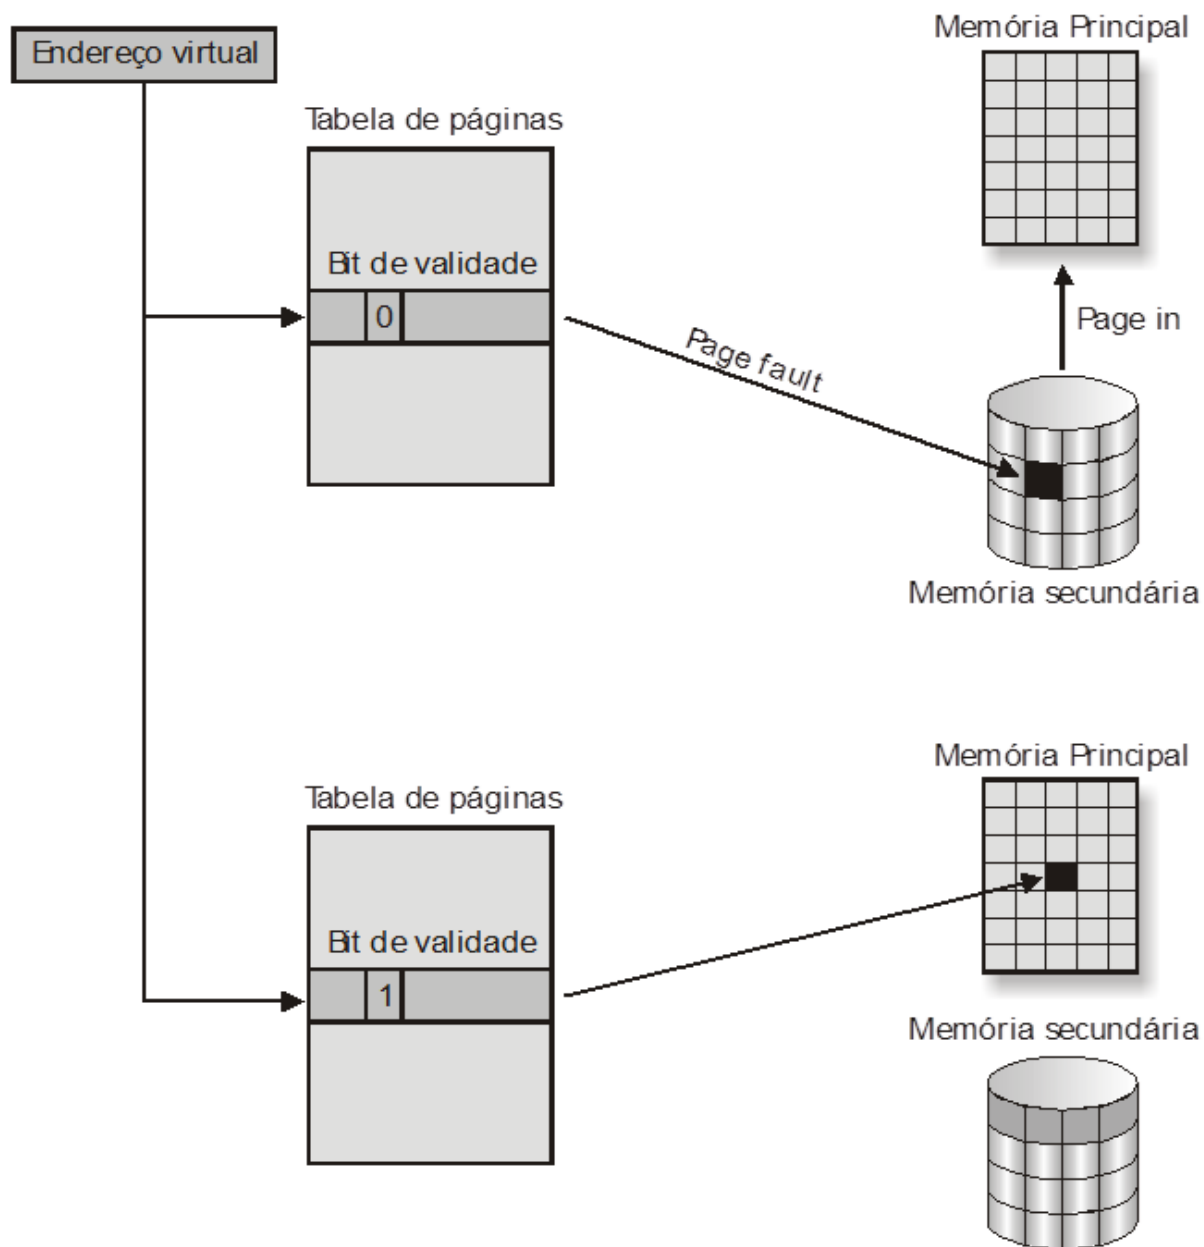 Memória Principal
Endereço virtual
Tabela de páginas
Bit de validade
0
Page in
Page fault
Memória secundária
Memória Principal
Tabela de páginas
Bit de validade
1
Memória secundária